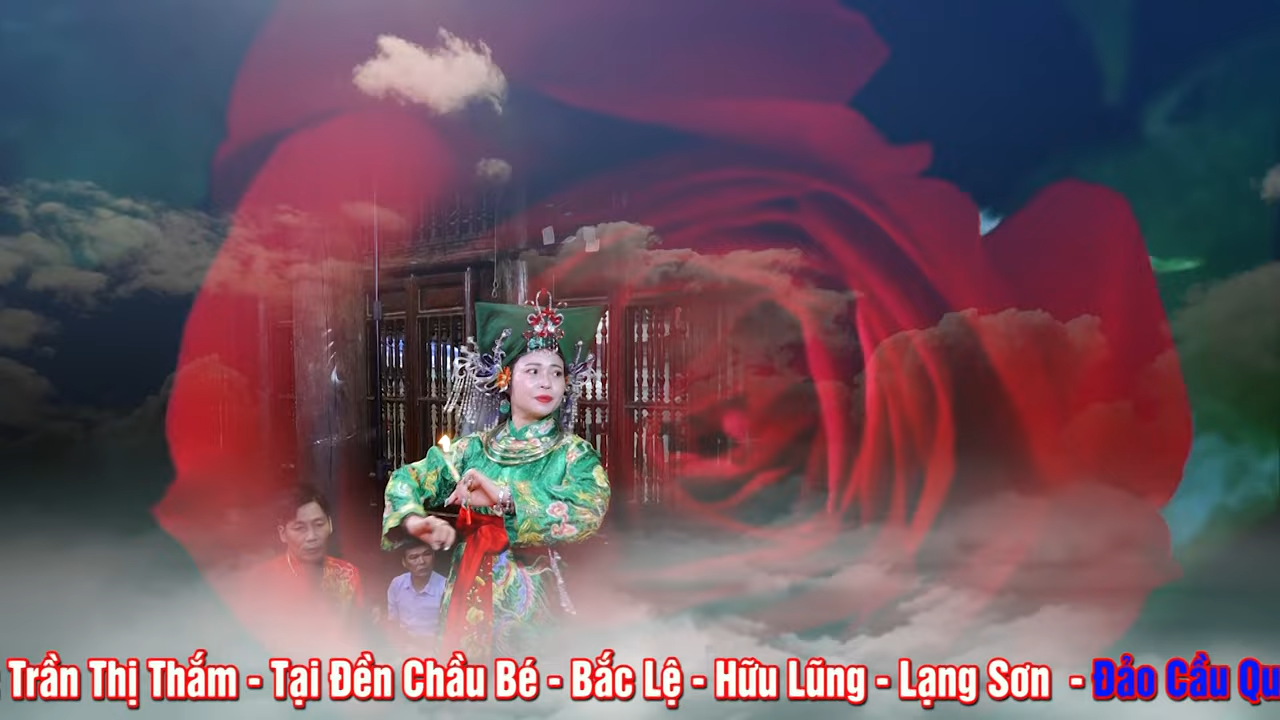 Trần Thị Thắm - Tại Đền Chầu Bé - Bắc Lệ - Hữu Lũng - Lạng Sơn - Đảo Cầu